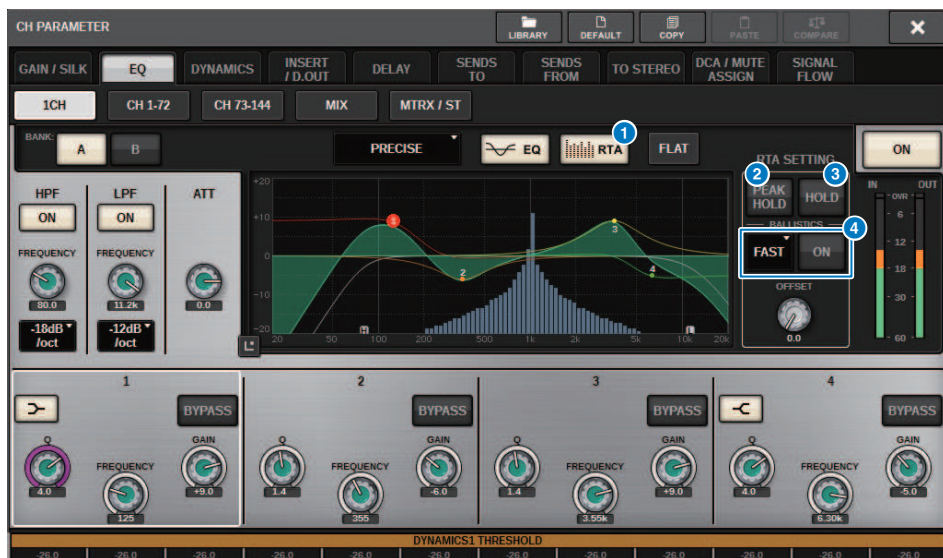 CH PARAMETER
LIBRARY DEFAULT COPY PASTE COMPARE
GAIN / SILK EQ DYNAMICS INSERT / D.OUT DELAY SENDS TO SENDS FROM TO STEREO DCA / MUTE ASSIGN SIGNAL FLOW
1CH CH 1-72 CH 73-144 MIX MTRX / ST
BANK: A B PRECISE EQ 1 RTA FLAT RTA SETTING ON
HPF LPF ATT
ON ON
FREQUENCY FREQUENCY
80.0 11.2k 0.0
-18dB /oct -12dB /oct
+20
+10
0
-10
-20
1 2 3 4
H L
20 50 100 200 500 1k 2k 5k 10k 20k
2 3
PEAK HOLD HOLD
BALLISTICS 4
FAST ON
OFFSET
0.0
IN OUT
OVR
6
12
18
30
60
1 2 3 4
BYPASS BYPASS BYPASS BYPASS
Q GAIN Q GAIN Q GAIN Q GAIN
FREQUENCY FREQUENCY FREQUENCY FREQUENCY
4.0 +9.0 1.4 -6.0 1.4 +9.0 4.0 -5.0
125 355 3.55k 6.30k
DYNAMICS1 THRESHOLD
-26.0 -26.0 -26.0 -26.0 -26.0 -26.0 -26.0 -26.0 -26.0 -26.0 -26.0 -26.0